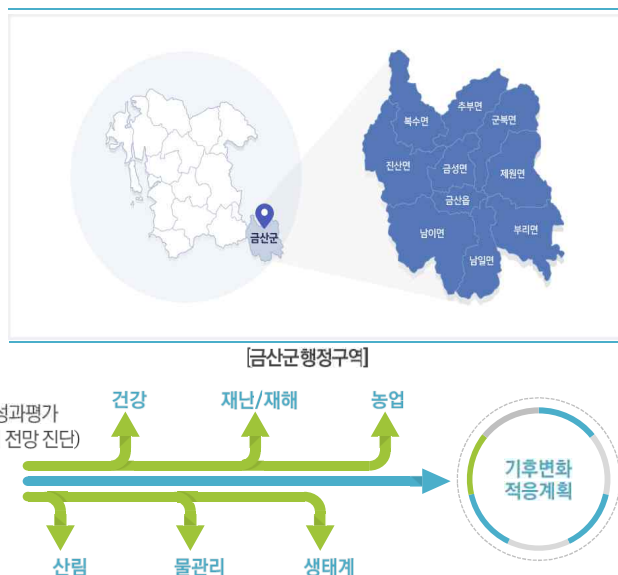 금산군
복수면
추부면
군북면
진산면
금성면
제원면
금산읍
남이면
부리면
남일면
[금산군행정구역]
성과평가
전망 진단)
건강
재난/재해
농업
기후변화
적응계획
산림
물관리
생태계